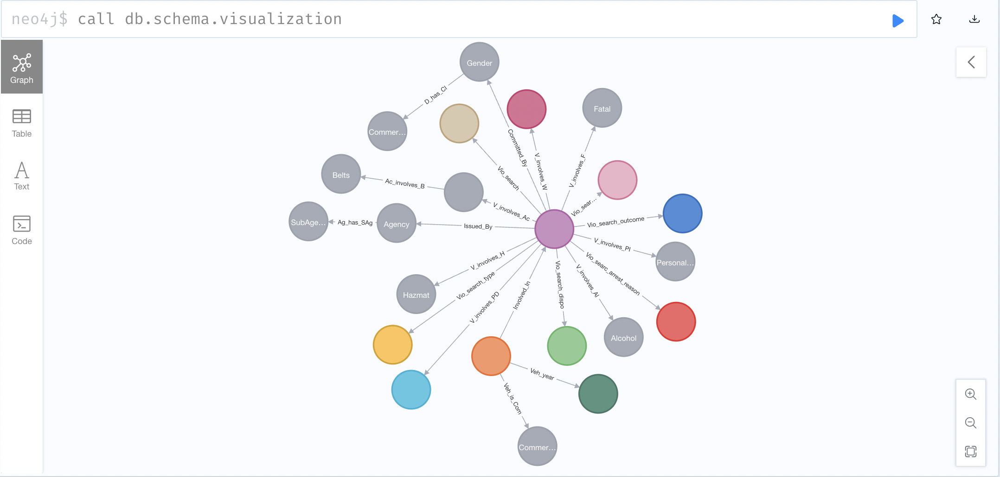 neo4j$ call db.schema.visualization
Graph
Table
Text
Code
Gender
D_has_CI
Commer...
Committed_By
V_involves_W
Fatal
V_involves_F
Vio_search
Belts
Ac_involves_B
V_involves_Ac
Vio_sear...
Vio_search_outcome
SubAge...
Ag_has_SAg
Agency
Issued_By
V_involves_PI
Personal...
V_involves_H
Hazmat
Vio_search_type
V_involves_PD
Involved_In
Vio_search_dispo
V_involves_Al
Vio_searc_arrest_reason
Alcohol
Veh_year
Veh_is_Com
Commer...